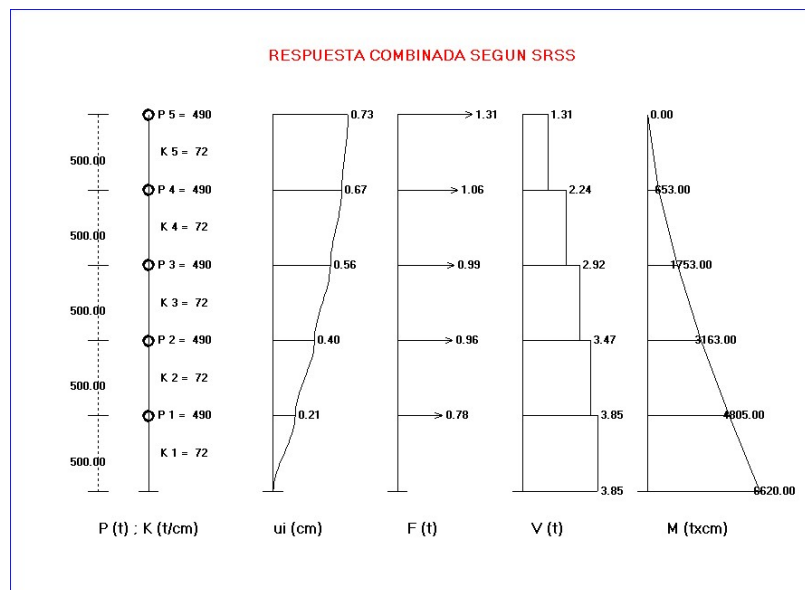 RESPUESTA COMBINADA SEGUN SRSS
P 5 = 490
0.73
1.31
1.31
0.00
500.00
K 5 = 72
P 4 = 490
0.67
1.06
2.24
653.00
500.00
K 4 = 72
P 3 = 490
0.56
0.99
2.92
1753.00
500.00
K 3 = 72
P 2 = 490
0.40
0.96
3.47
3163.00
500.00
K 2 = 72
P 1 = 490
0.21
0.78
3.85
4805.00
500.00
K 1 = 72
3.85
6620.00
P (t) ; K (t/cm)
ui (cm)
F (t)
V (t)
M (txcm)